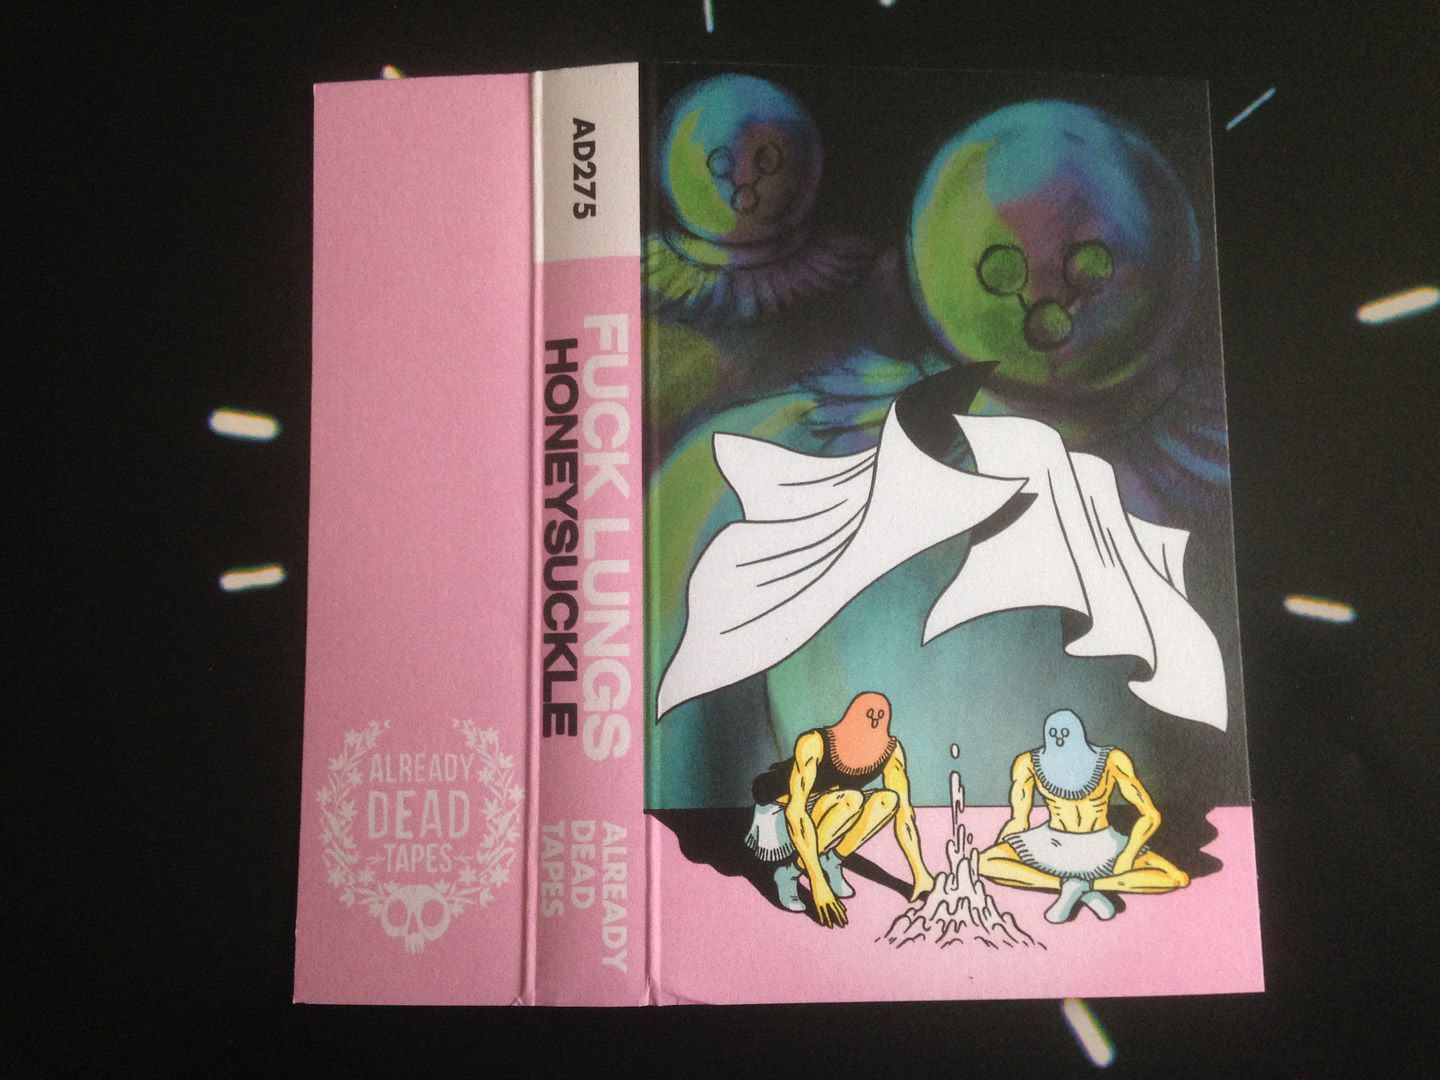 ALREADY
DEAD
TAPES
AD275
FUCK LUNGS
HONEYSUCKLE
ALREADY
DEAD
TAPES